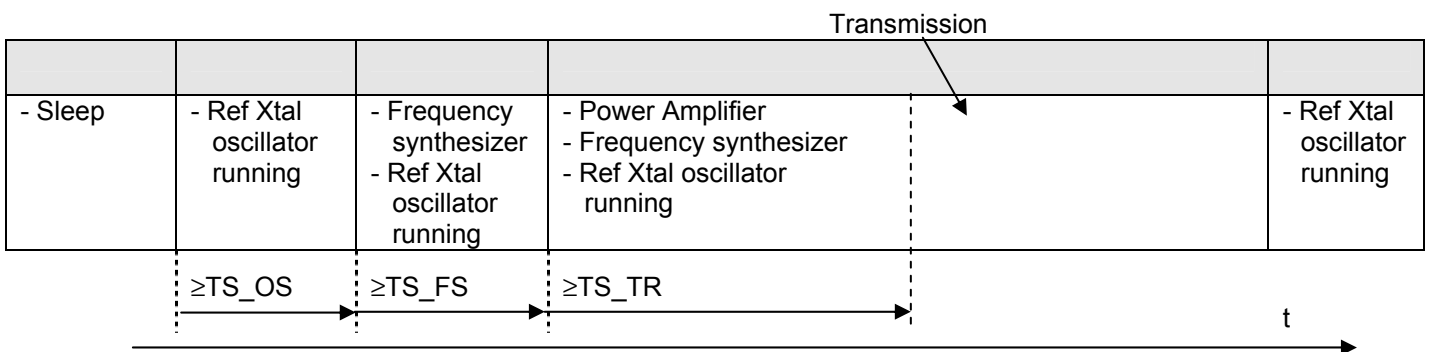 Transmission
- Sleep
- Ref Xtal
oscillator
running
- Frequency
synthesizer
- Ref Xtal
oscillator
running
- Power Amplifier
- Frequency synthesizer
- Ref Xtal oscillator
running
- Ref Xtal
oscillator
running
≥TS_OS
≥TS_FS
≥TS_TR
t